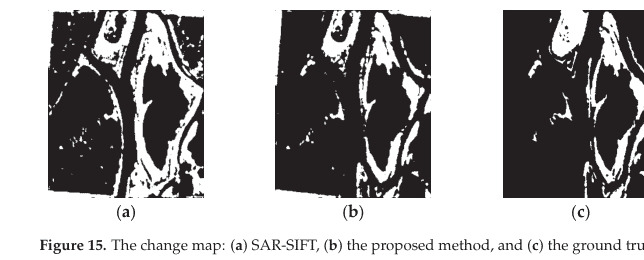 (a) (b) (c)
Figure 15. The change map: (a) SAR-SIFT, (b) the proposed method, and (c) the ground tru